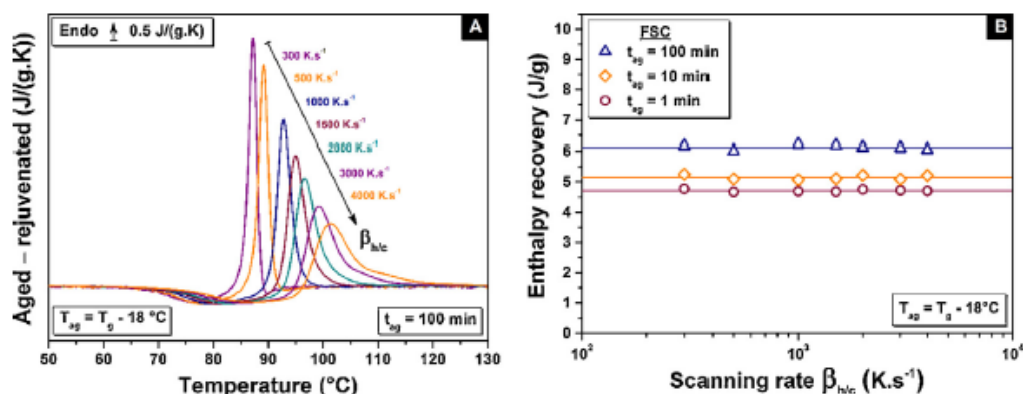 Endo ↑ 0.5 J/(g.K)
A
300 K.s⁻¹
500 K.s⁻¹
1000 K.s⁻¹
1500 K.s⁻¹
2000 K.s⁻¹
3000 K.s⁻¹
4000 K.s⁻¹
βh/c
Tag = Tg - 18 °C
tag = 100 min
Aged – rejuvenated (J/(g.K)
50 60 70 80 90 100 110 120 130
Temperature (°C)
B
FSC
tag = 100 min
tag = 10 min
tag = 1 min
Tag = Tg - 18°C
Enthalpy recovery (J/g)
10
9
8
7
6
5
4
3
2
1
0
10² 10³ 10⁴
Scanning rate βh/c (K.s⁻¹)